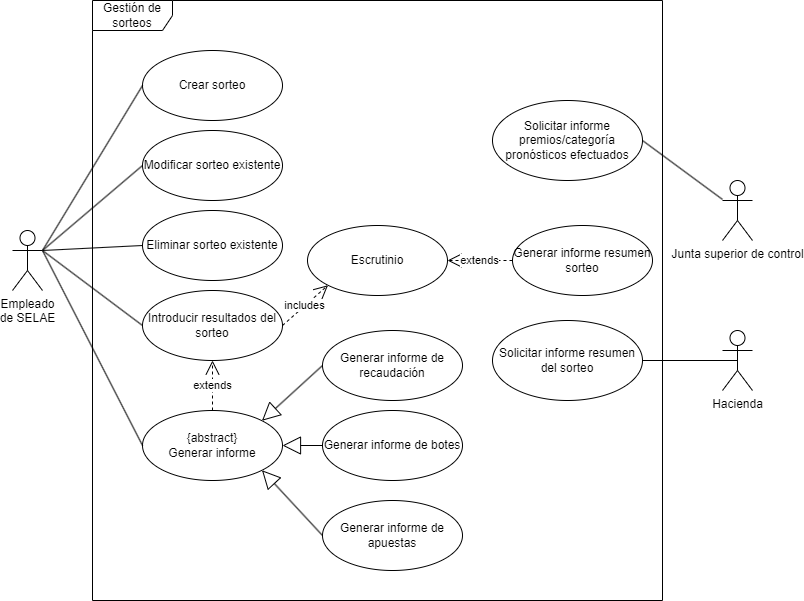 Gestión de
sorteos
Crear sorteo
Solicitar informe
premios/categoría
pronósticos efectuados
Modificar sorteo existente
Junta superior de control
Eliminar sorteo existente
Escrutinio
extends
Generar informe resumen
sorteo
Empleado
de SELAE
Introducir resultados del
sorteo
includes
Generar informe de
recaudación
Solicitar informe resumen
del sorteo
Hacienda
extends
{abstract}
Generar informe
Generar informe de botes
Generar informe de
apuestas